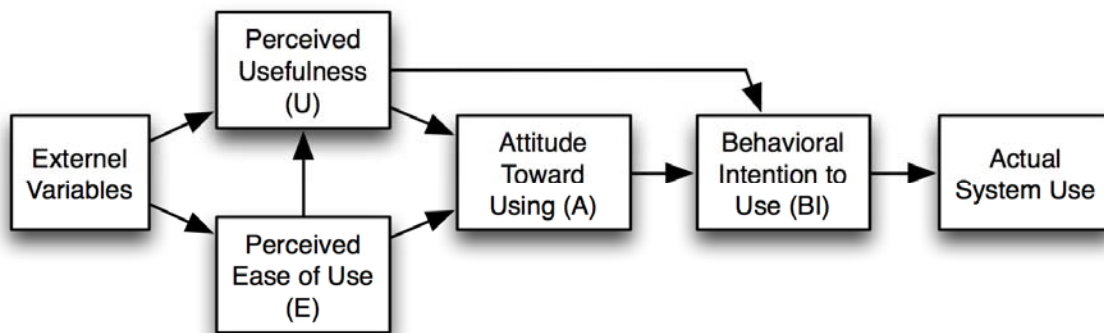 Externel
Variables
Perceived
Usefulness
(U)
Perceived
Ease of Use
(E)
Attitude
Toward
Using (A)
Behavioral
Intention to
Use (BI)
Actual
System Use